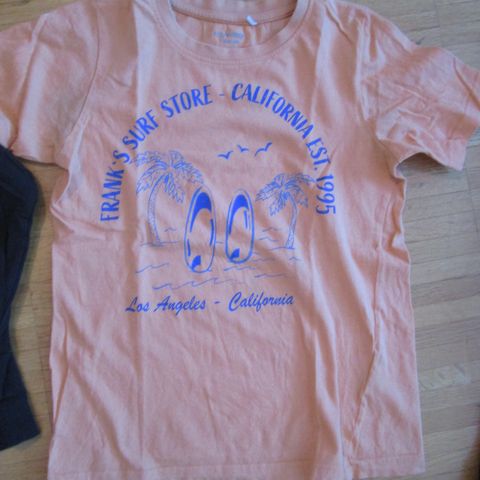 FRANK'S SURF STORE - CALIFORNIA EST. 1995
Los Angeles - California